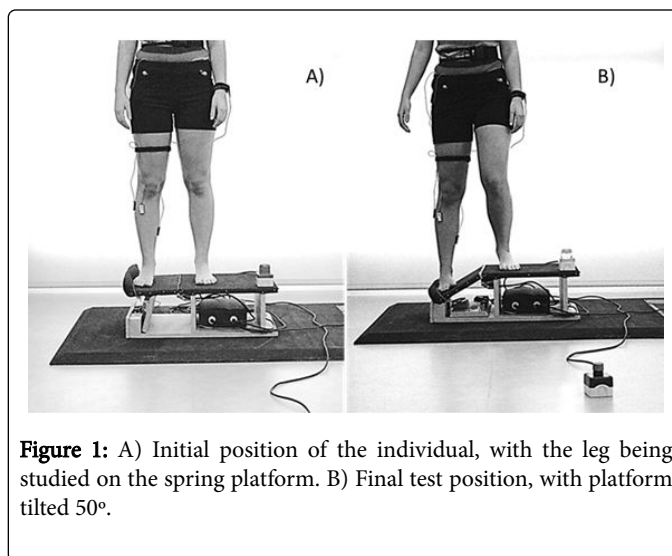 A)
B)
Figure 1: A) Initial position of the individual, with the leg being
studied on the spring platform. B) Final test position, with platform
tilted 50º.